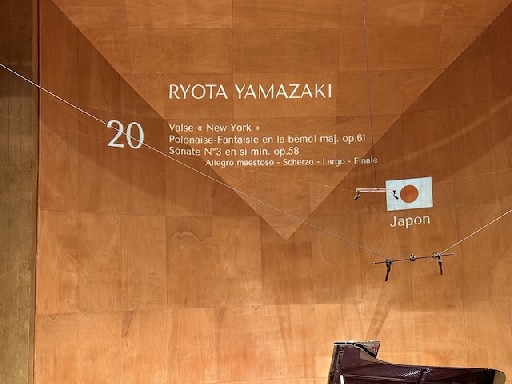 RYOTA YAMAZAKI
20
Valse « New York »
Polonaise-Fantaisie en la bemol maj. op.61
Sonate N°3 en si min. op.58
Allegro maestoso - Scherzo - Largo - Finale
Japon